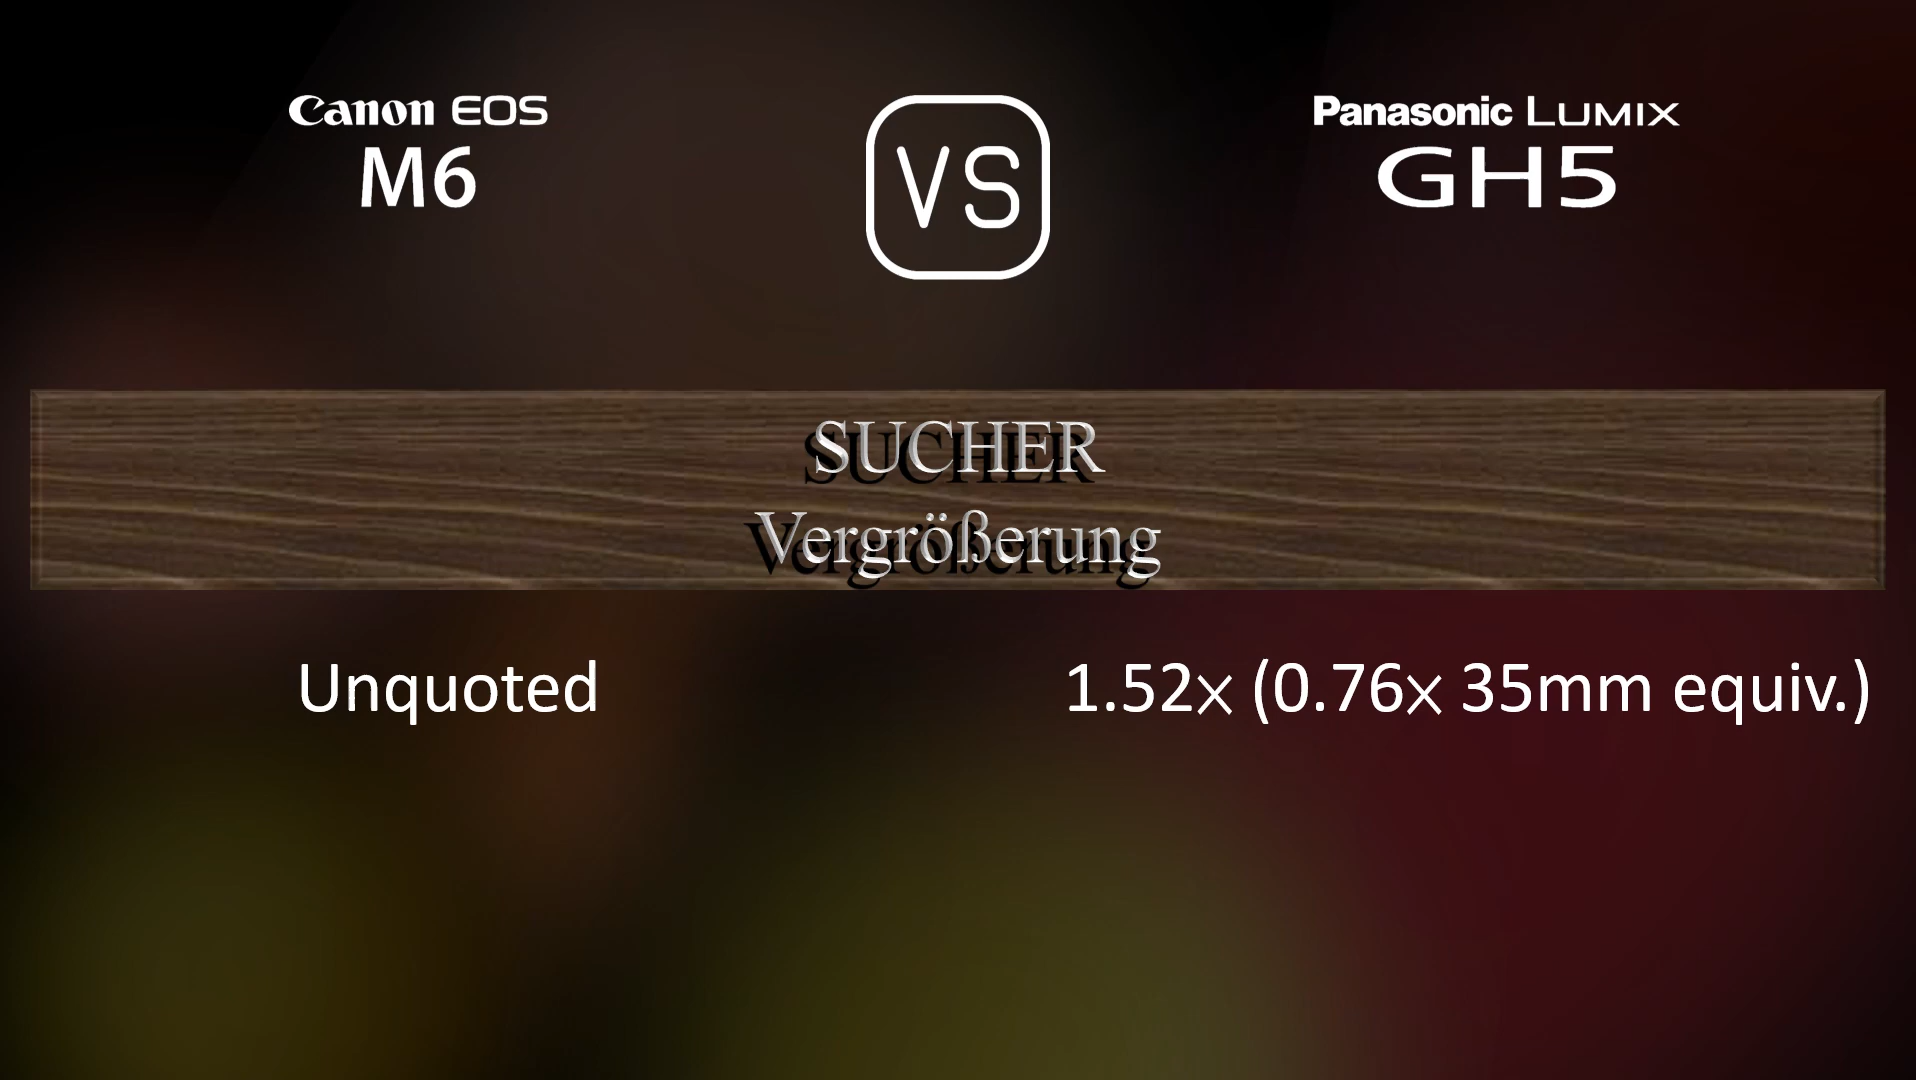 Canon EOS
M6
VS
Panasonic LUMIX
GH5
SUCHER
Vergrößerung
Unquoted
1.52x (0.76x 35mm equiv.)